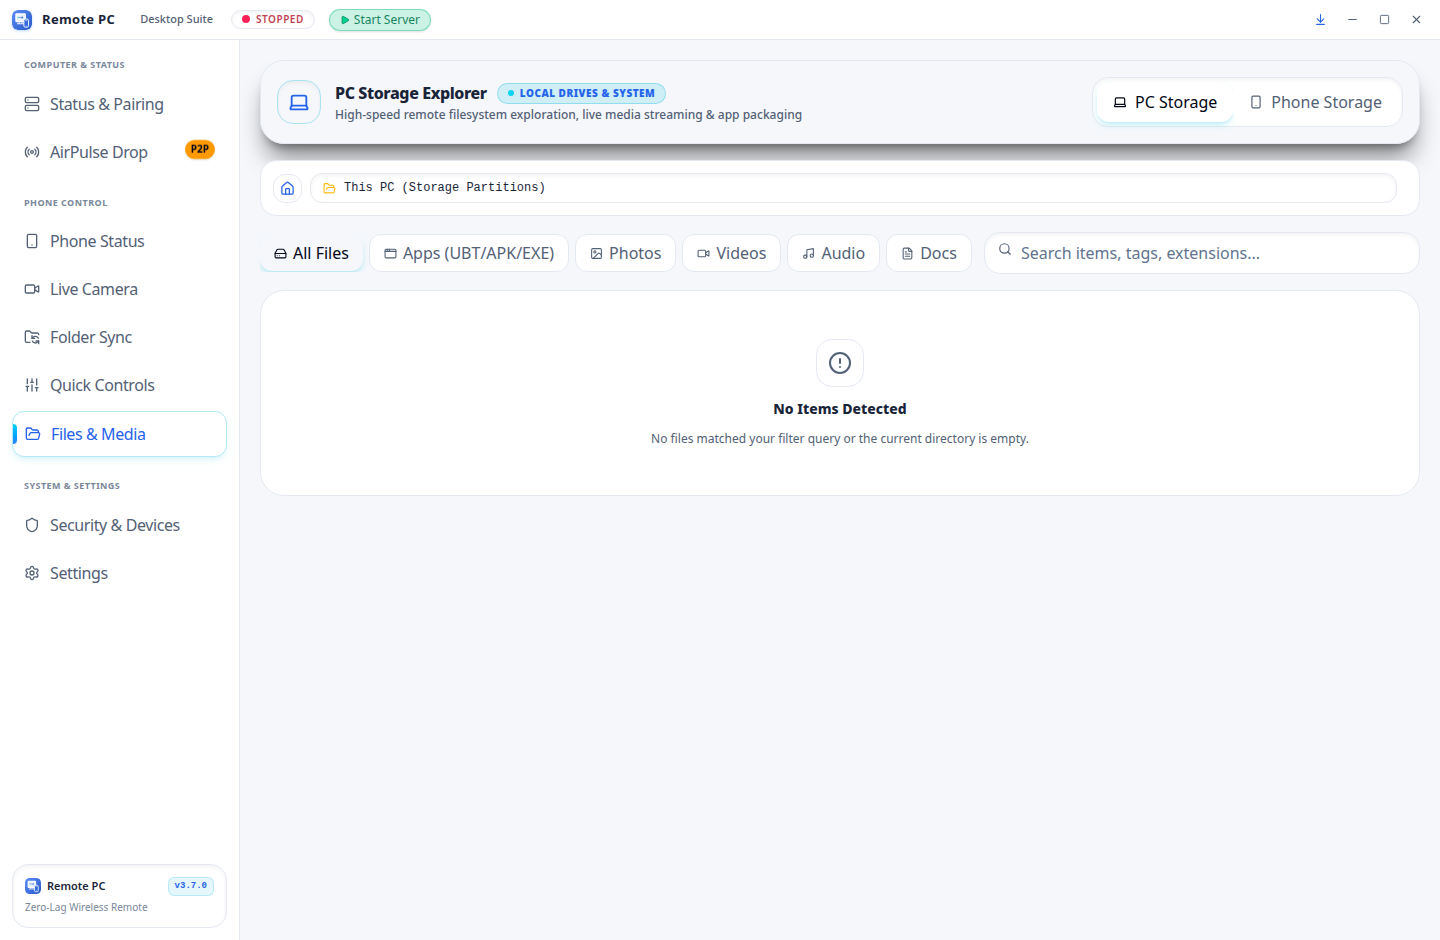 Remote PC
Desktop Suite
STOPPED
Start Server
COMPUTER & STATUS
Status & Pairing
AirPulse Drop
P2P
PHONE CONTROL
Phone Status
Live Camera
Folder Sync
Quick Controls
Files & Media
SYSTEM & SETTINGS
Security & Devices
Settings
Remote PC
v3.7.0
Zero-Lag Wireless Remote
PC Storage Explorer
LOCAL DRIVES & SYSTEM
High-speed remote filesystem exploration, live media streaming & app packaging
PC Storage
Phone Storage
This PC (Storage Partitions)
All Files
Apps (UBT/APK/EXE)
Photos
Videos
Audio
Docs
Search items, tags, extensions...
No Items Detected
No files matched your filter query or the current directory is empty.